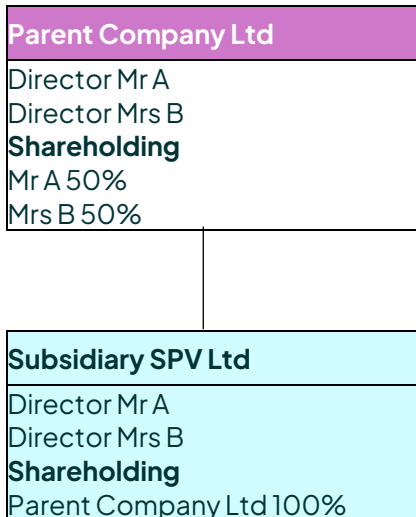 Parent Company Ltd
Director Mr A
Director Mrs B
Shareholding
Mr A 50%
Mrs B 50%
Subsidiary SPV Ltd
Director Mr A
Director Mrs B
Shareholding
Parent Company Ltd 100%